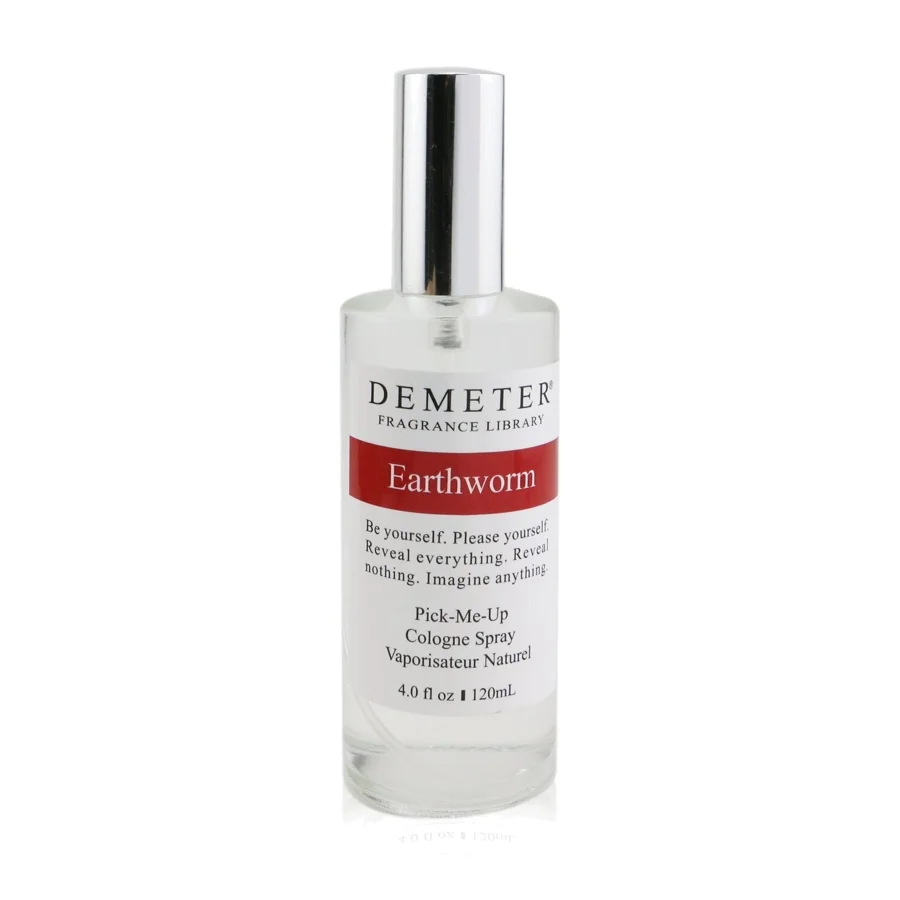 DEMETER®
FRAGRANCE LIBRARY
Earthworm
Be yourself. Please yourself.
Reveal everything. Reveal
nothing. Imagine anything.
Pick-Me-Up
Cologne Spray
Vaporisateur Naturel
4.0 fl oz ▮ 120mL